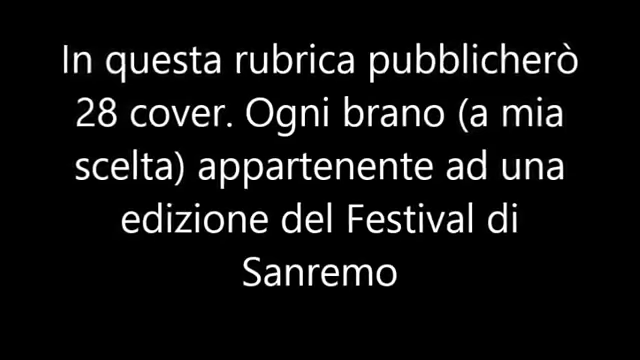 In questa rubrica pubblicherò
28 cover. Ogni brano (a mia
scelta) appartenente ad una
edizione del Festival di
Sanremo